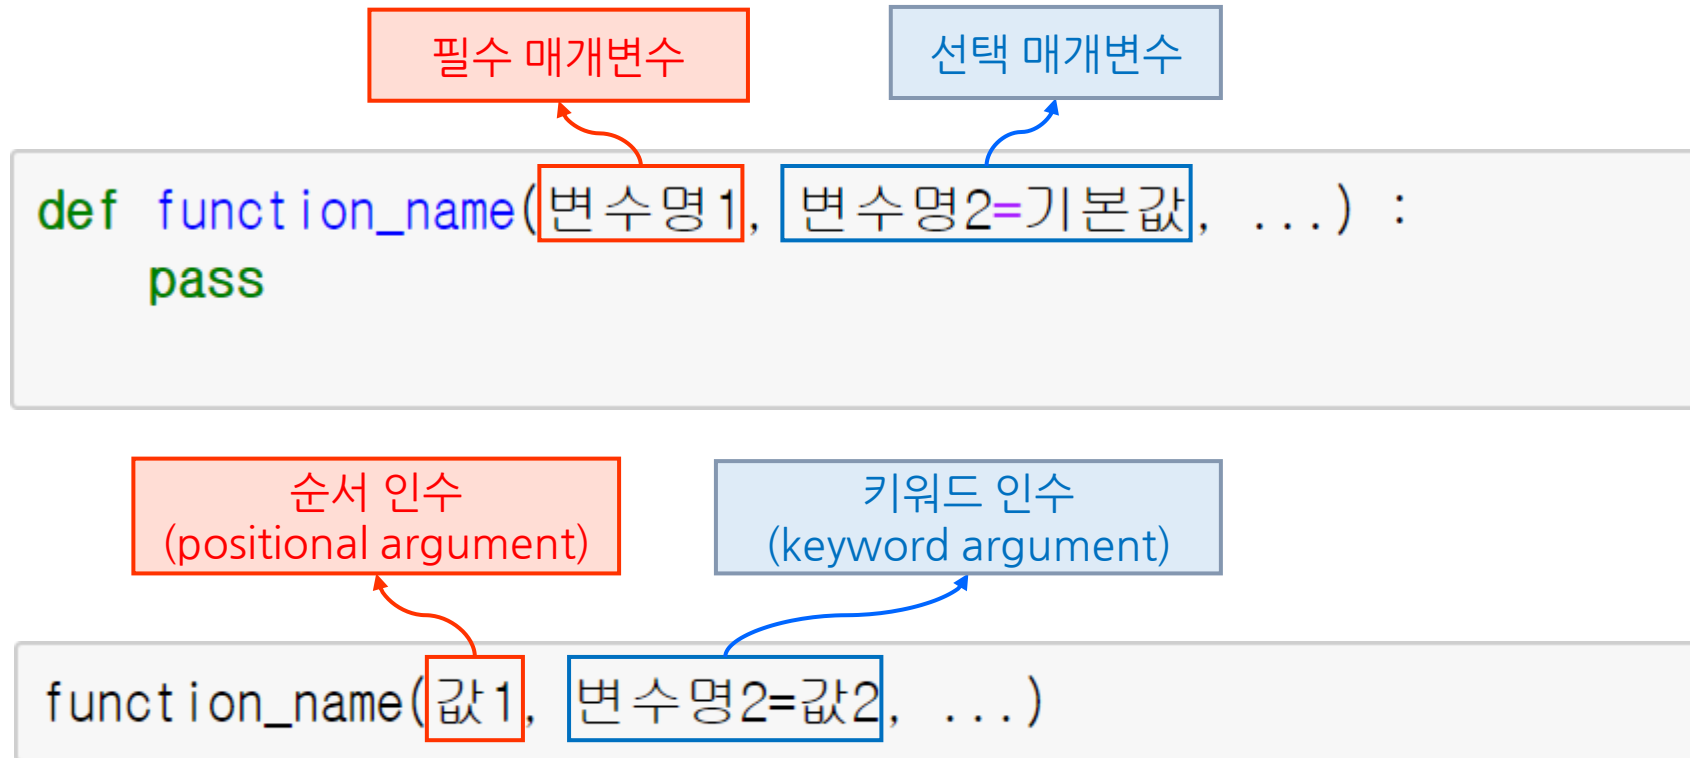 필수 매개변수
선택 매개변수
def function_name(변수명1, 변수명2=기본값, ...) :
pass
순서 인수
(positional argument)
키워드 인수
(keyword argument)
function_name(값1, 변수명2=값2, ...)